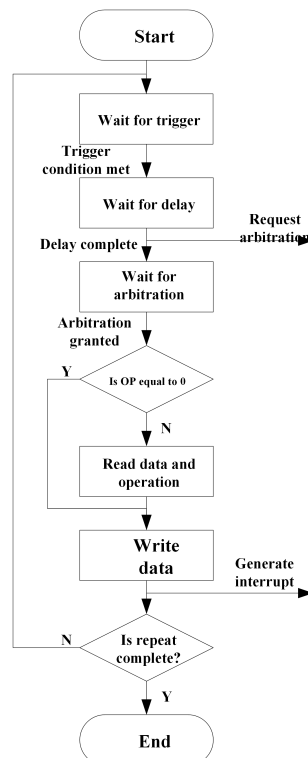 Start
Wait for trigger
Trigger
condition met
Wait for delay
Request
arbitration
Delay complete
Wait for
arbitration
Arbitration
granted
Y
Is OP equal to 0
N
Read data and
operation
Write
data
Generate
interrupt
N
Is repeat
complete?
Y
End